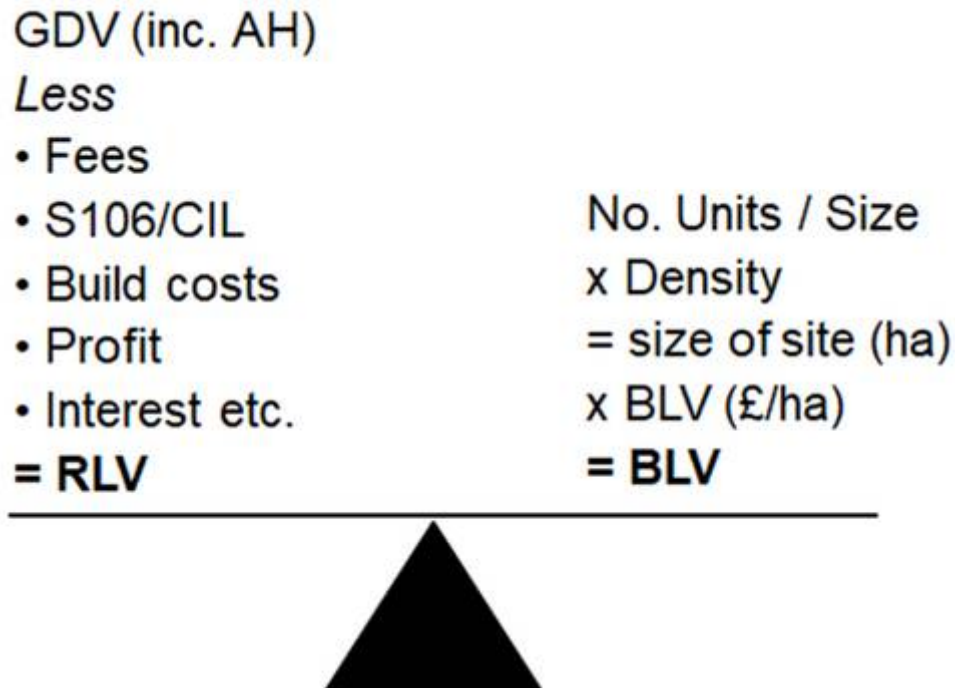 GDV (inc. AH)
Less
• Fees
• S106/CIL
• Build costs
• Profit
• Interest etc.
= RLV
No. Units / Size
x Density
= size of site (ha)
x BLV (£/ha)
= BLV